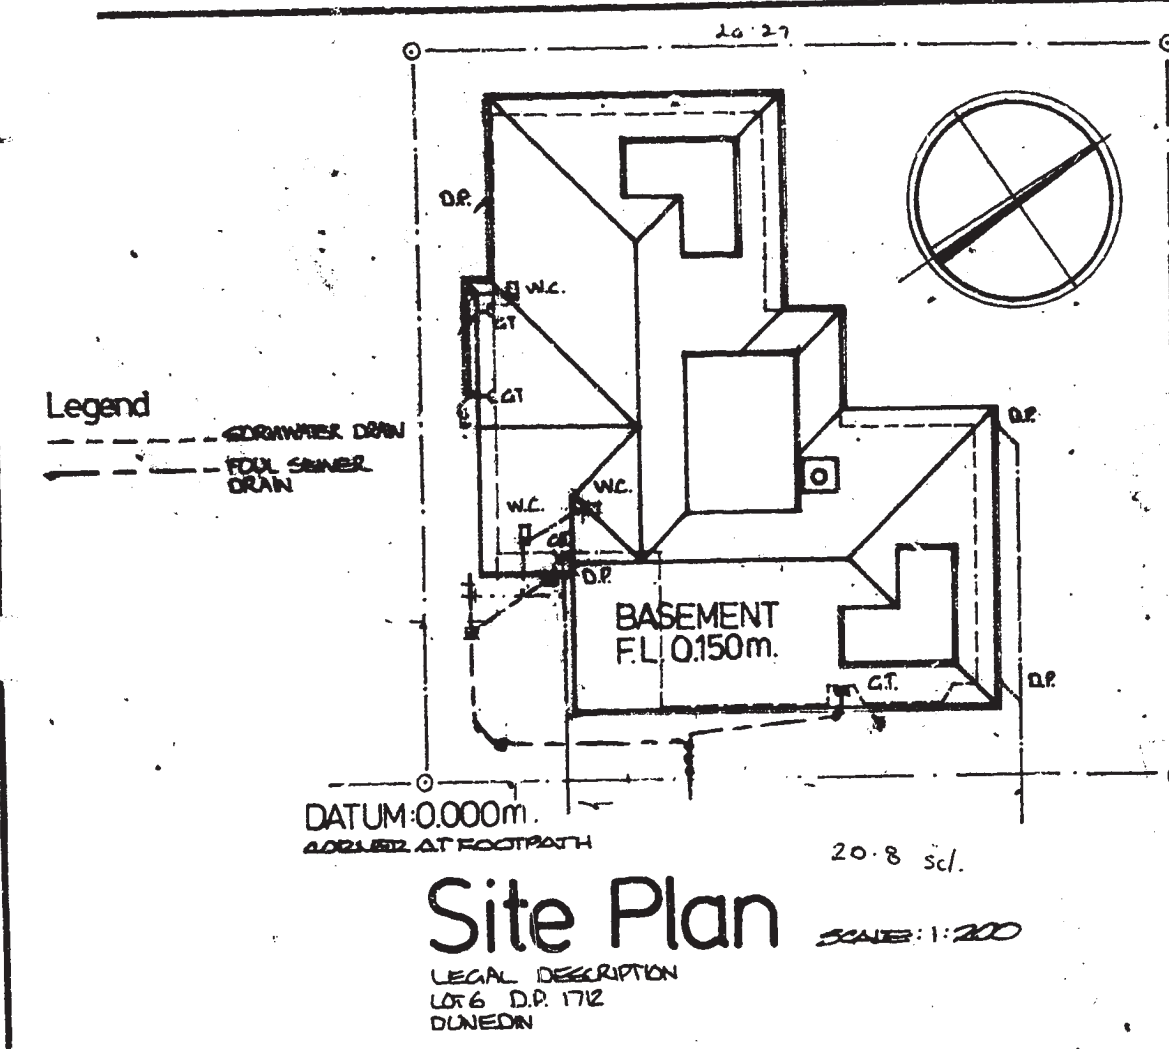 20.27
D.P.
W.C.
G.T
G.T
Legend
STORMWATER DRAIN
FOUL SEWER
DRAIN
D.P.
W.C.
W.C.
D.P.
BASEMENT
F.L. 0.150m.
G.T.
D.P.
DATUM:0.000m.
CORNER AT FOOTPATH
20.8 scl.
Site Plan
SCALE: 1:200
LEGAL DESCRIPTION
LOT 6 D.P. 1712
DUNEDIN